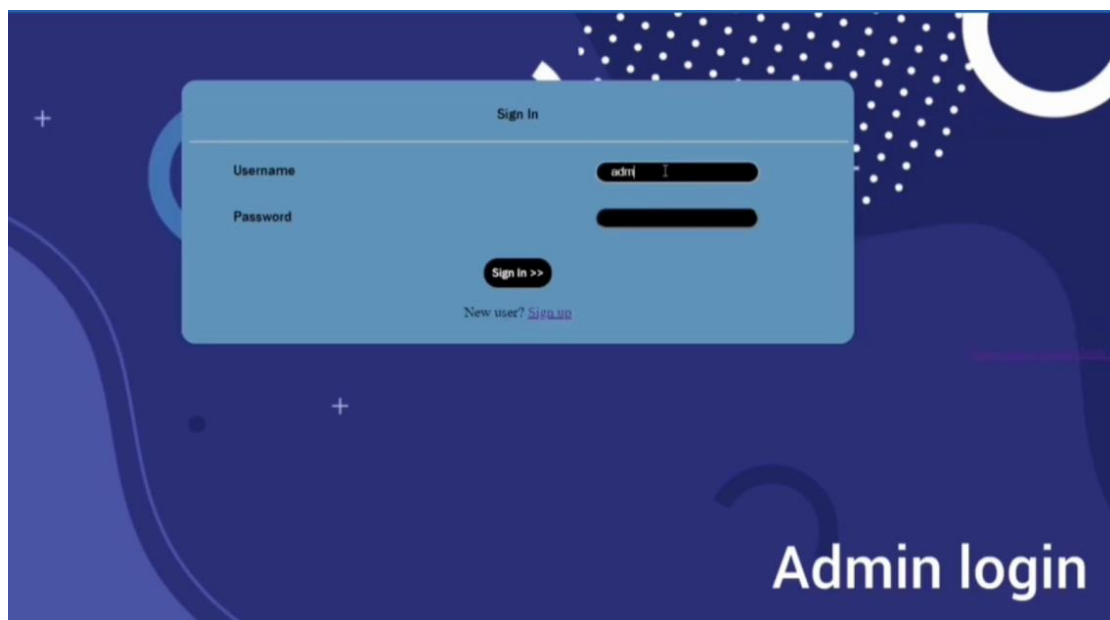 Sign In
Username adm
Password
Sign In >>
New user? Sign up
Admin login